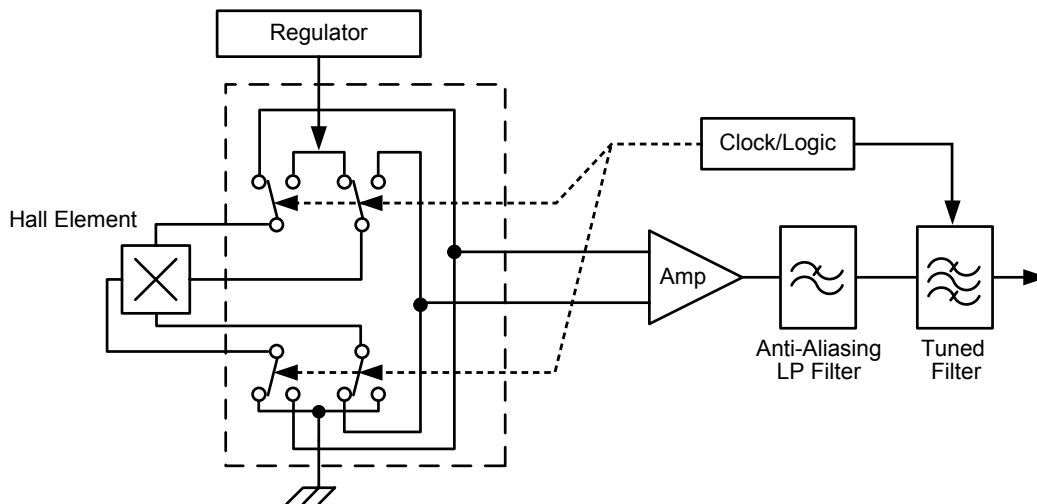 Regulator
Clock/Logic
Hall Element
Amp
Anti-Aliasing
LP Filter
Tuned
Filter